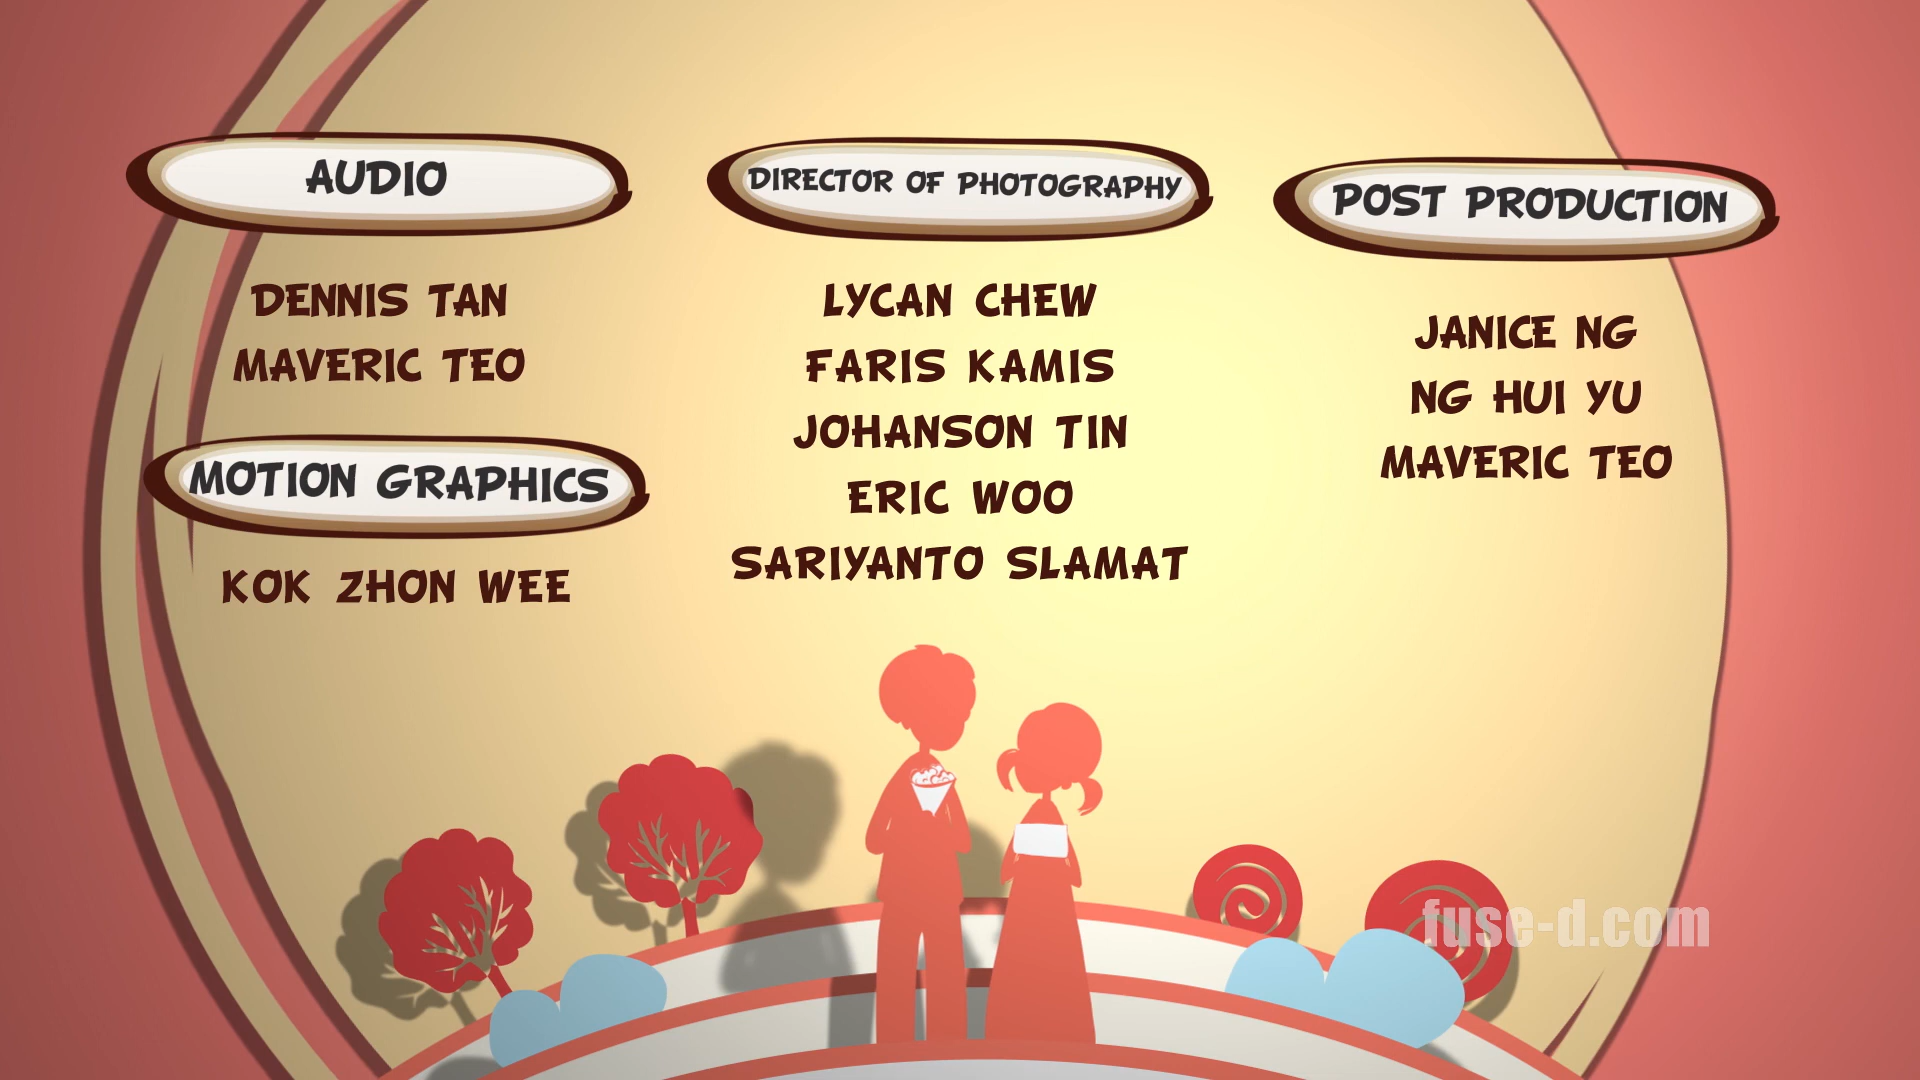 AUDIO
DENNIS TAN
MAVERIC TEO
MOTION GRAPHICS
KOK ZHON WEE
DIRECTOR OF PHOTOGRAPHY
LYCAN CHEW
FARIS KAMIS
JOHANSON TIN
ERIC WOO
SARIYANTO SLAMAT
POST PRODUCTION
JANICE NG
NG HUI YU
MAVERIC TEO
fuse-d.com